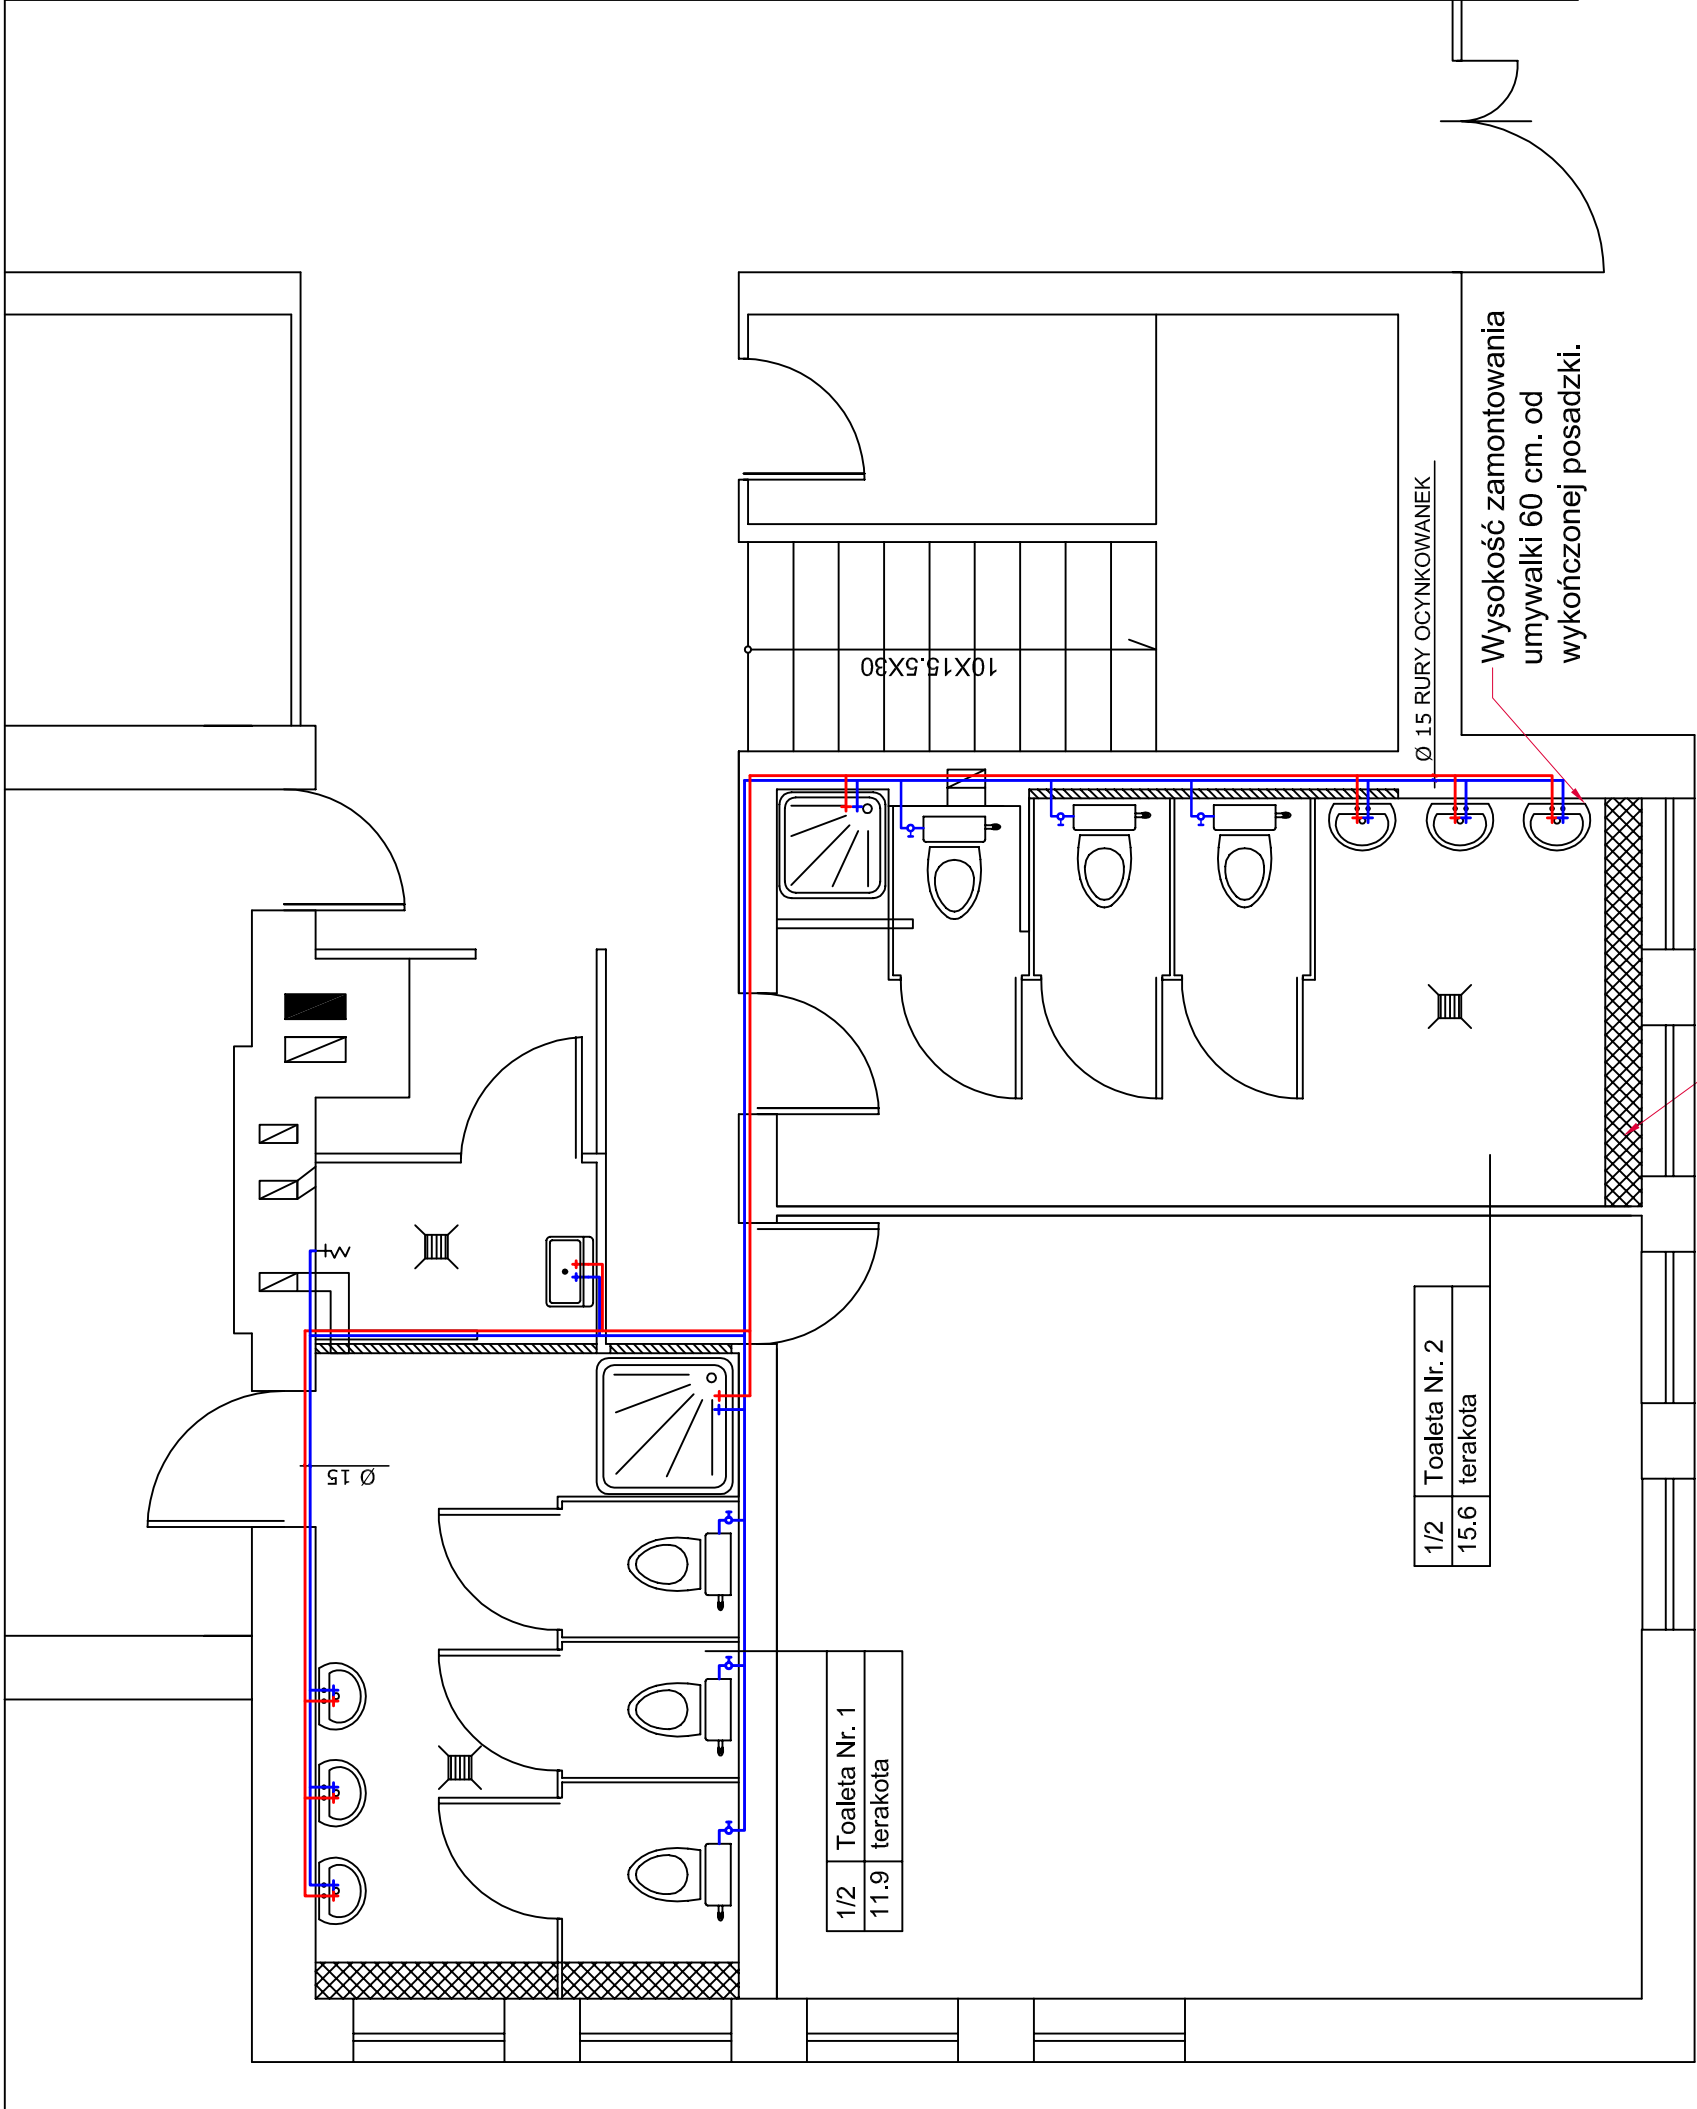 10X15.5X30
Ø 15 RURY OCYNKOWANEK
Wysokość zamontowania
umywalki 60 cm. od
wykończonej posadzki.
Ø 15
1/2 Toaleta Nr. 2
15.6 terakota
1/2 Toaleta Nr. 1
11.9 terakota